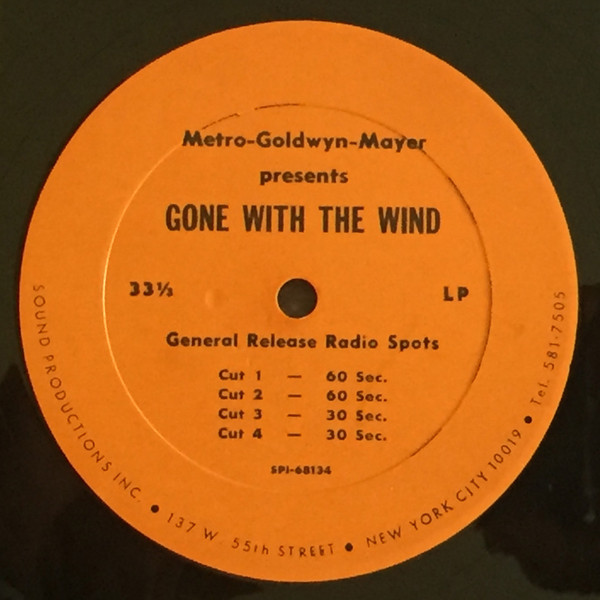 Metro-Goldwyn-Mayer
presents
GONE WITH THE WIND
33⅓ LP
General Release Radio Spots
Cut 1 — 60 Sec.
Cut 2 — 60 Sec.
Cut 3 — 30 Sec.
Cut 4 — 30 Sec.
SPI-68134
SOUND PRODUCTIONS INC. ● 137 W 55th STREET ● NEW YORK CITY 10019 ● Tel. 581-7505